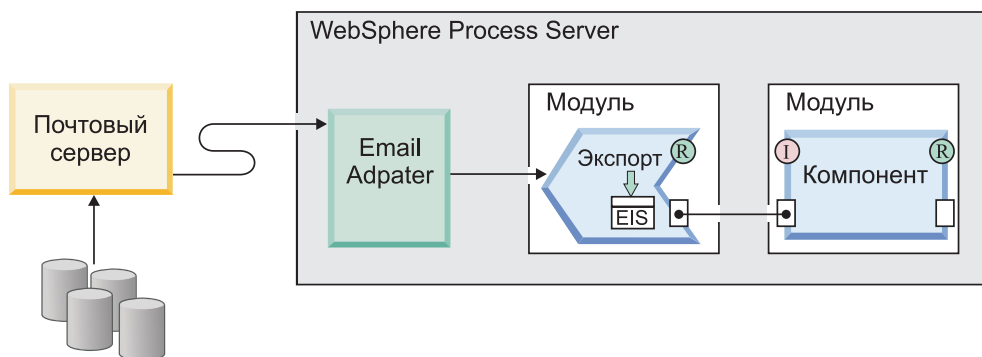 WebSphere Process Server
Почтовый
сервер
Email
Adpater
Модуль
Экспорт
R
EIS
Модуль
I
R
Компонент